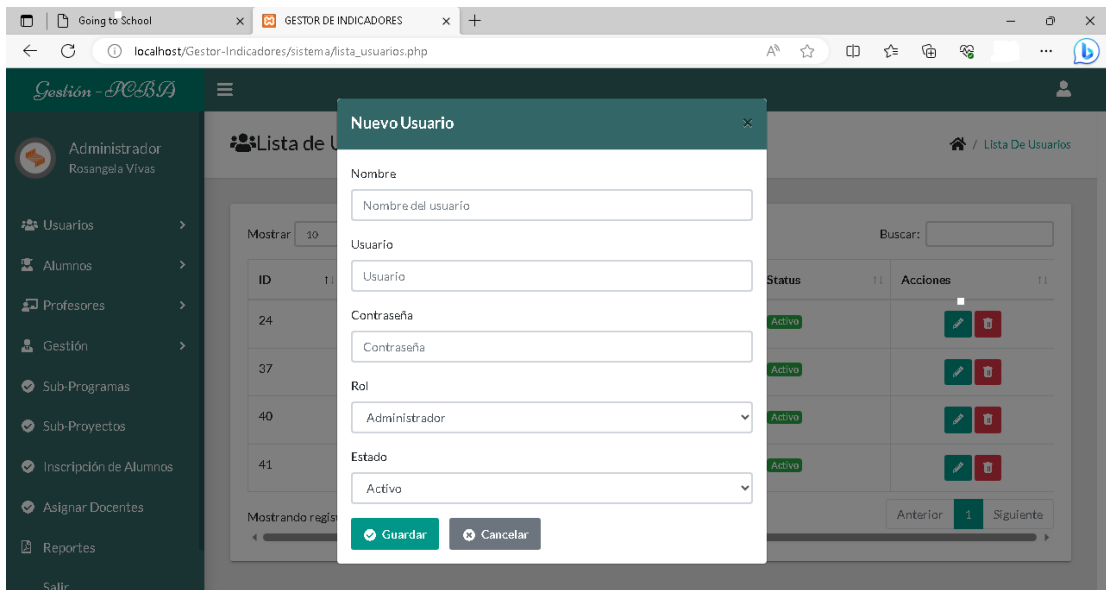 Going to School
GESTOR DE INDICADORES
localhost/Gestor-Indicadores/sistema/lista_usuarios.php
Gestión - PCBA
Administrador
Rosangela Vivas
Usuarios
Alumnos
Profesores
Gestión
Sub-Programas
Sub-Proyectos
Inscripción de Alumnos
Asignar Docentes
Reportes
Salir
Lista de
/ Lista De Usuarios
Mostrar 10
Buscar:
ID Status Acciones
24 Activo
37 Activo
40 Activo
41 Activo
Mostrando
Anterior 1 Siguiente
Nuevo Usuario ×
Nombre
Nombre del usuario
Usuario
Usuario
Contraseña
Contraseña
Rol
Administrador
Estado
Activo
Guardar Cancelar